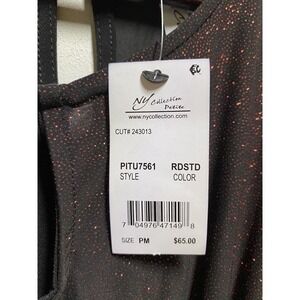 NY Collection
Petite
www.nycollection.com
CUT# 243013
PITU7561 RDSTD
STYLE COLOR
7 04976 47149 8
SIZE: PM $65.00